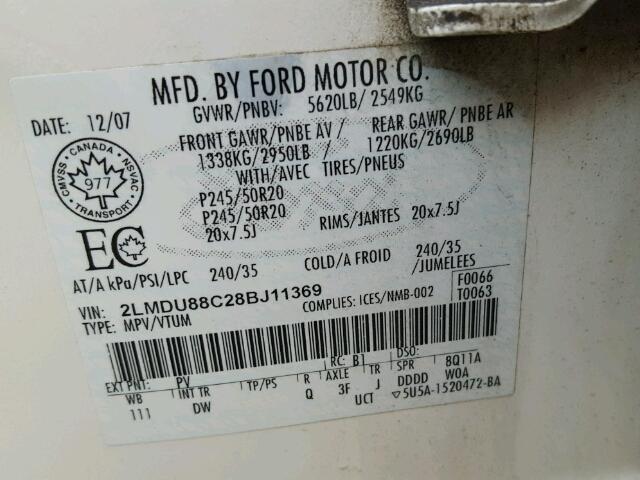 MFD. BY FORD MOTOR CO.
DATE: 12/07 GVWR/PNBV: 5620LB/ 2549KG
FRONT GAWR/PNBE AV/ REAR GAWR/ PNBE AR
1338KG/2950LB 1220KG/2690LB
WITH/AVEC TIRES/PNEUS
CMVSS · CANADA · NSVAC
977
TRANSPORT
P245/50R20
P245/50R20
20x7.5J RIMS/JANTES 20x7.5J
EC
AT/A kPa/PSI/LPC 240/35 COLD/A FROID 240/35
/JUMELEES
VIN: 2LMDU88C28BJ11369 COMPLIES: ICES/NMB-002 F0066
TYPE: MPV/VTUM T0063
EXT PNT: PV RC: B1 DSO: 8Q11A
WB INT TR TP/PS R AXLE TR DDDD WOA
111 DW Q 3F J
UCT ▽5U5A-1520472-BA